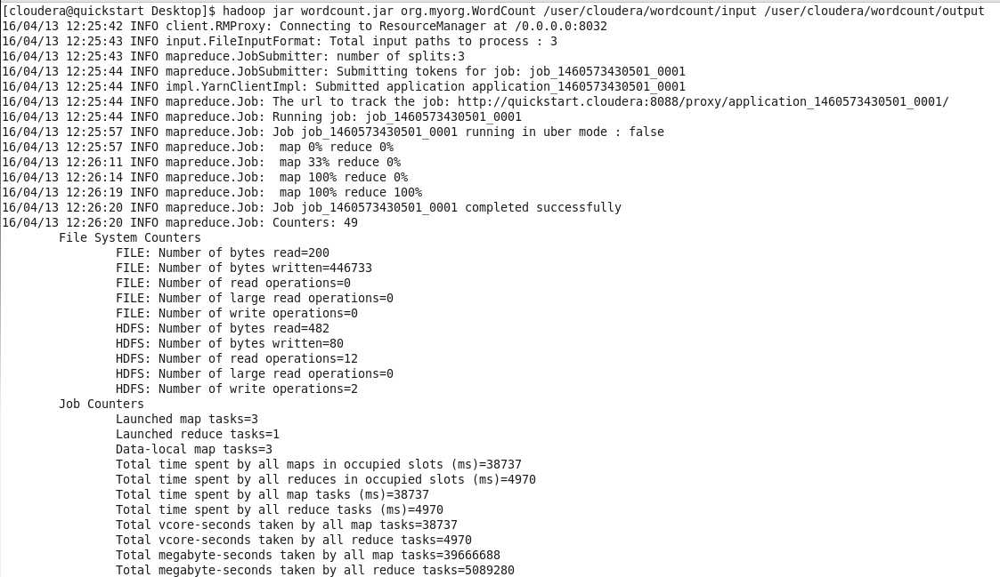 [cloudera@quickstart Desktop]$ hadoop jar wordcount.jar org.myorg.WordCount /user/cloudera/wordcount/input /user/cloudera/wordcount/output
16/04/13 12:25:42 INFO client.RMProxy: Connecting to ResourceManager at /0.0.0.0:8032
16/04/13 12:25:43 INFO input.FileInputFormat: Total input paths to process : 3
16/04/13 12:25:43 INFO mapreduce.JobSubmitter: number of splits:3
16/04/13 12:25:44 INFO mapreduce.JobSubmitter: Submitting tokens for job: job_1460573430501_0001
16/04/13 12:25:44 INFO impl.YarnClientImpl: Submitted application application_1460573430501_0001
16/04/13 12:25:44 INFO mapreduce.Job: The url to track the job: http://quickstart.cloudera:8088/proxy/application_1460573430501_0001/
16/04/13 12:25:44 INFO mapreduce.Job: Running job: job_1460573430501_0001
16/04/13 12:25:57 INFO mapreduce.Job: Job job_1460573430501_0001 running in uber mode : false
16/04/13 12:25:57 INFO mapreduce.Job:  map 0% reduce 0%
16/04/13 12:26:11 INFO mapreduce.Job:  map 33% reduce 0%
16/04/13 12:26:14 INFO mapreduce.Job:  map 100% reduce 0%
16/04/13 12:26:19 INFO mapreduce.Job:  map 100% reduce 100%
16/04/13 12:26:20 INFO mapreduce.Job: Job job_1460573430501_0001 completed successfully
16/04/13 12:26:20 INFO mapreduce.Job: Counters: 49
File System Counters
FILE: Number of bytes read=200
FILE: Number of bytes written=446733
FILE: Number of read operations=0
FILE: Number of large read operations=0
FILE: Number of write operations=0
HDFS: Number of bytes read=482
HDFS: Number of bytes written=80
HDFS: Number of read operations=12
HDFS: Number of large read operations=0
HDFS: Number of write operations=2
Job Counters
Launched map tasks=3
Launched reduce tasks=1
Data-local map tasks=3
Total time spent by all maps in occupied slots (ms)=38737
Total time spent by all reduces in occupied slots (ms)=4970
Total time spent by all map tasks (ms)=38737
Total time spent by all reduce tasks (ms)=4970
Total vcore-seconds taken by all map tasks=38737
Total vcore-seconds taken by all reduce tasks=4970
Total megabyte-seconds taken by all map tasks=39666688
Total megabyte-seconds taken by all reduce tasks=5089280